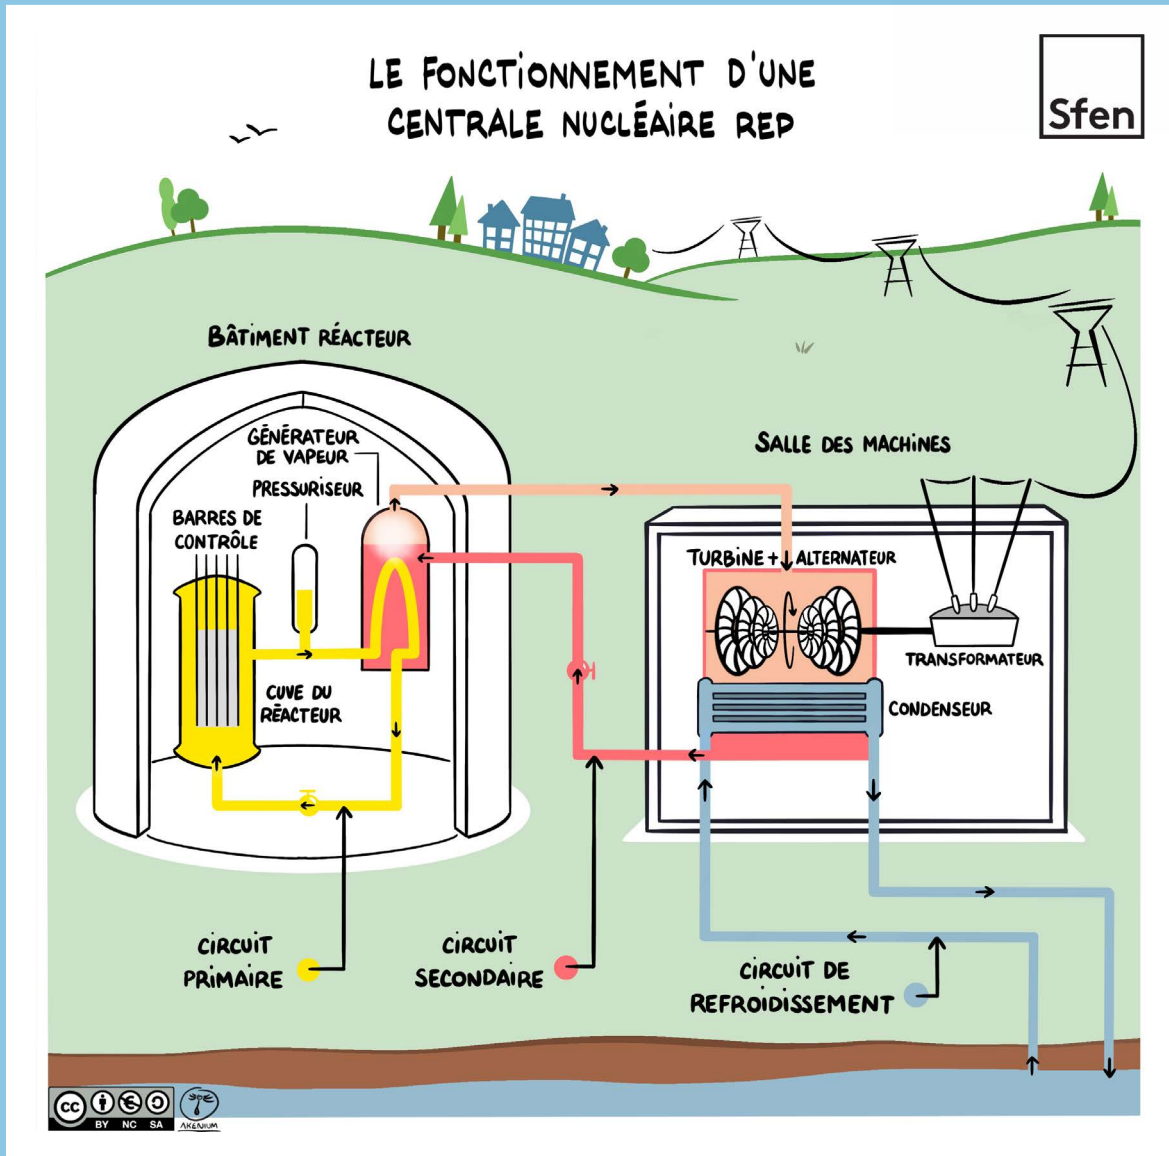 LE FONCTIONNEMENT D'UNE
CENTRALE NUCLÉAIRE REP
Sfen
BÂTIMENT RÉACTEUR
GÉNÉRATEUR
DE VAPEUR
PRESSURISEUR
BARRES DE
CONTRÔLE
CUVE DU
RÉACTEUR
SALLE DES MACHINES
TURBINE + ALTERNATEUR
TRANSFORMATEUR
CONDENSEUR
CIRCUIT
PRIMAIRE
CIRCUIT
SECONDAIRE
CIRCUIT DE
REFROIDISSEMENT
cc
BY NC SA
AKENIUM